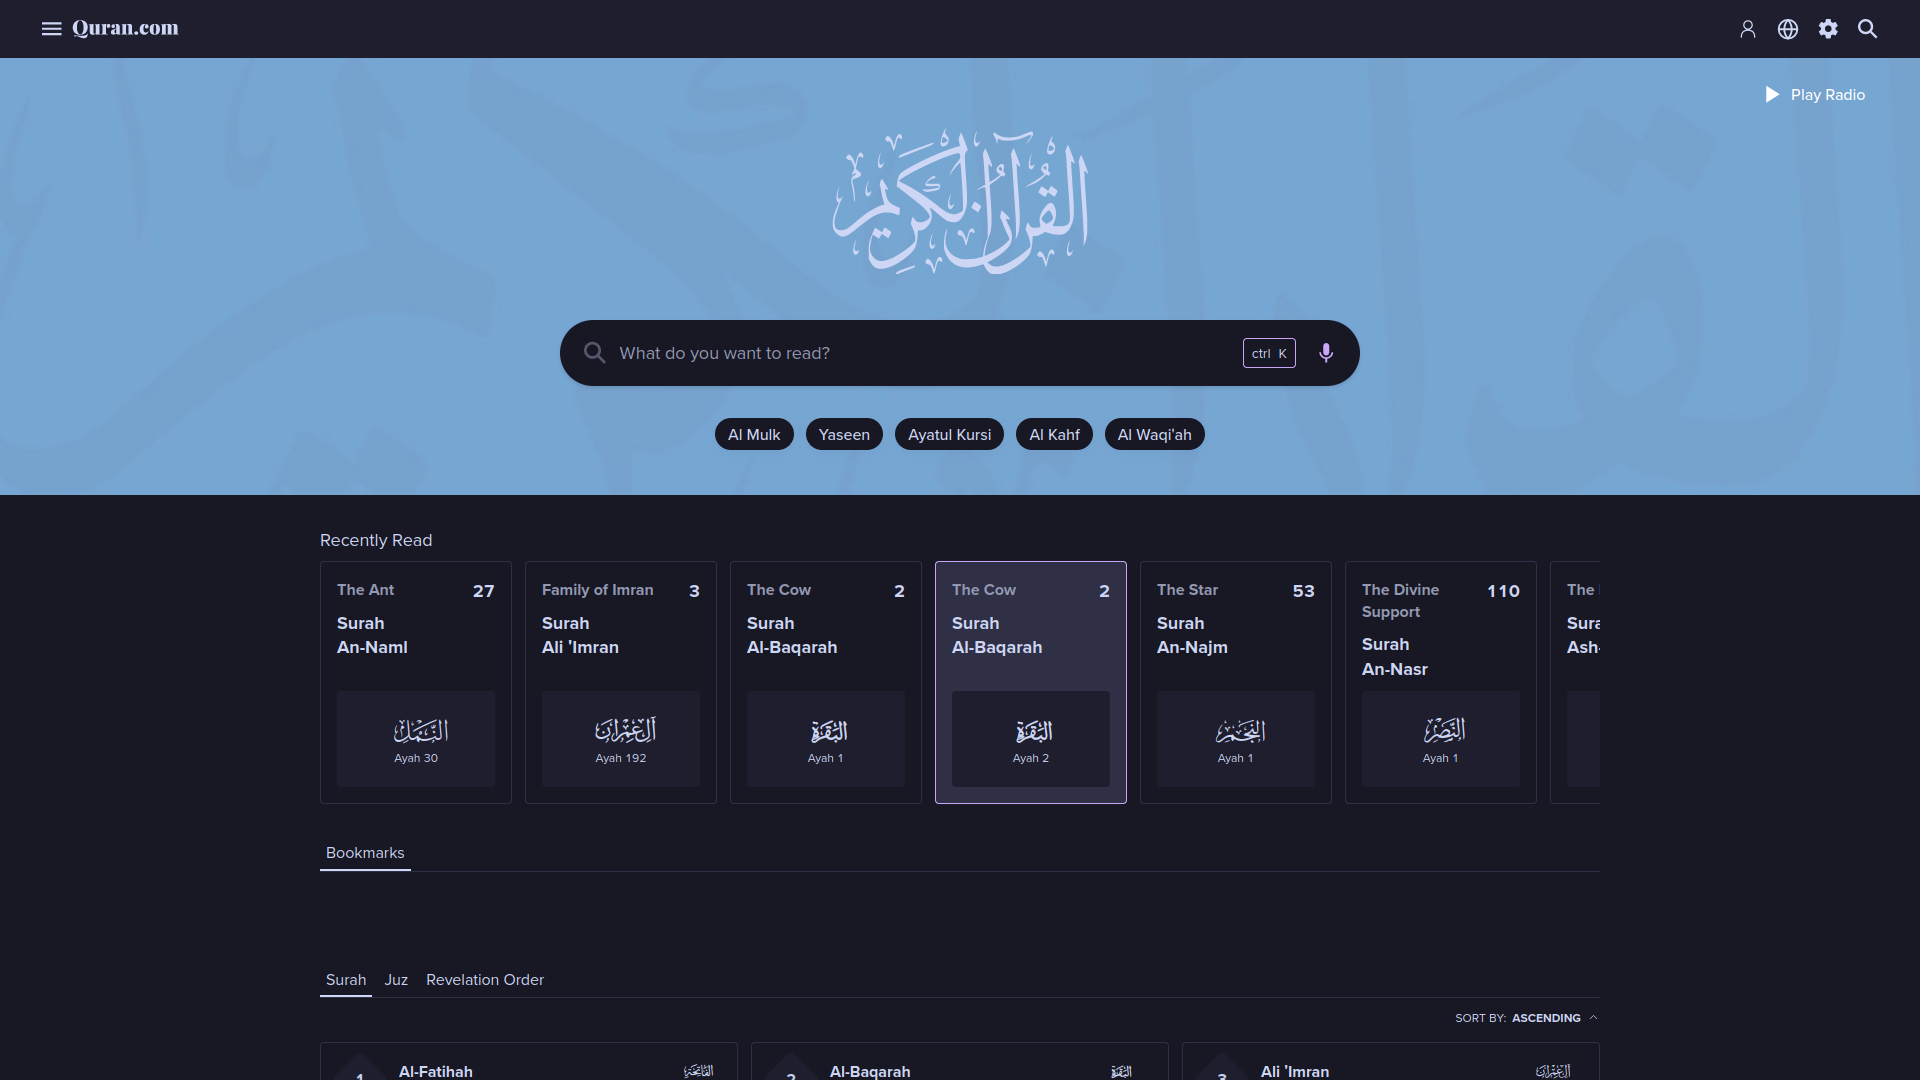 Quran.com
Play Radio
القرآن الكريم
What do you want to read?
ctrl K
Al Mulk
Yaseen
Ayatul Kursi
Al Kahf
Al Waqi'ah
Recently Read
The Ant 27
Surah
An-Naml
النمل
Ayah 30
Family of Imran 3
Surah
Ali 'Imran
آل عمران
Ayah 192
The Cow 2
Surah
Al-Baqarah
البقرة
Ayah 1
The Cow 2
Surah
Al-Baqarah
البقرة
Ayah 2
The Star 53
Surah
An-Najm
النجم
Ayah 1
The Divine 110
Support
Surah
An-Nasr
النصر
Ayah 1
The
Sura
Ash-
Bookmarks
Surah Juz Revelation Order
SORT BY: ASCENDING
1 Al-Fatihah الفاتحة
2 Al-Baqarah البقرة
3 Ali 'Imran آل عمران